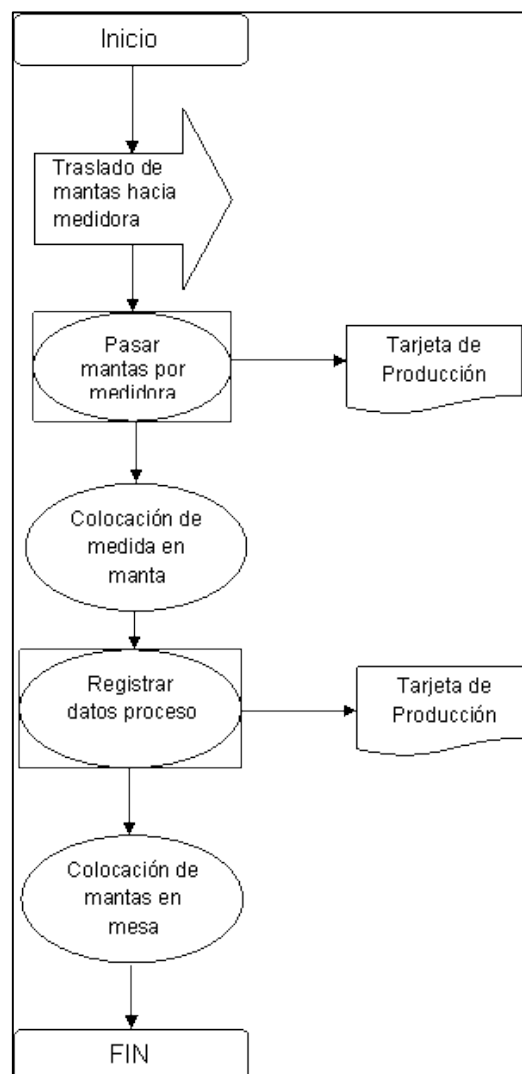 Inicio
Traslado de
mantas hacia
medidora
Pasar
mantas por
medidora
Tarjeta de
Producción
Colocación de
medida en
manta
Registrar
datos proceso
Tarjeta de
Producción
Colocación de
mantas en
mesa
FIN